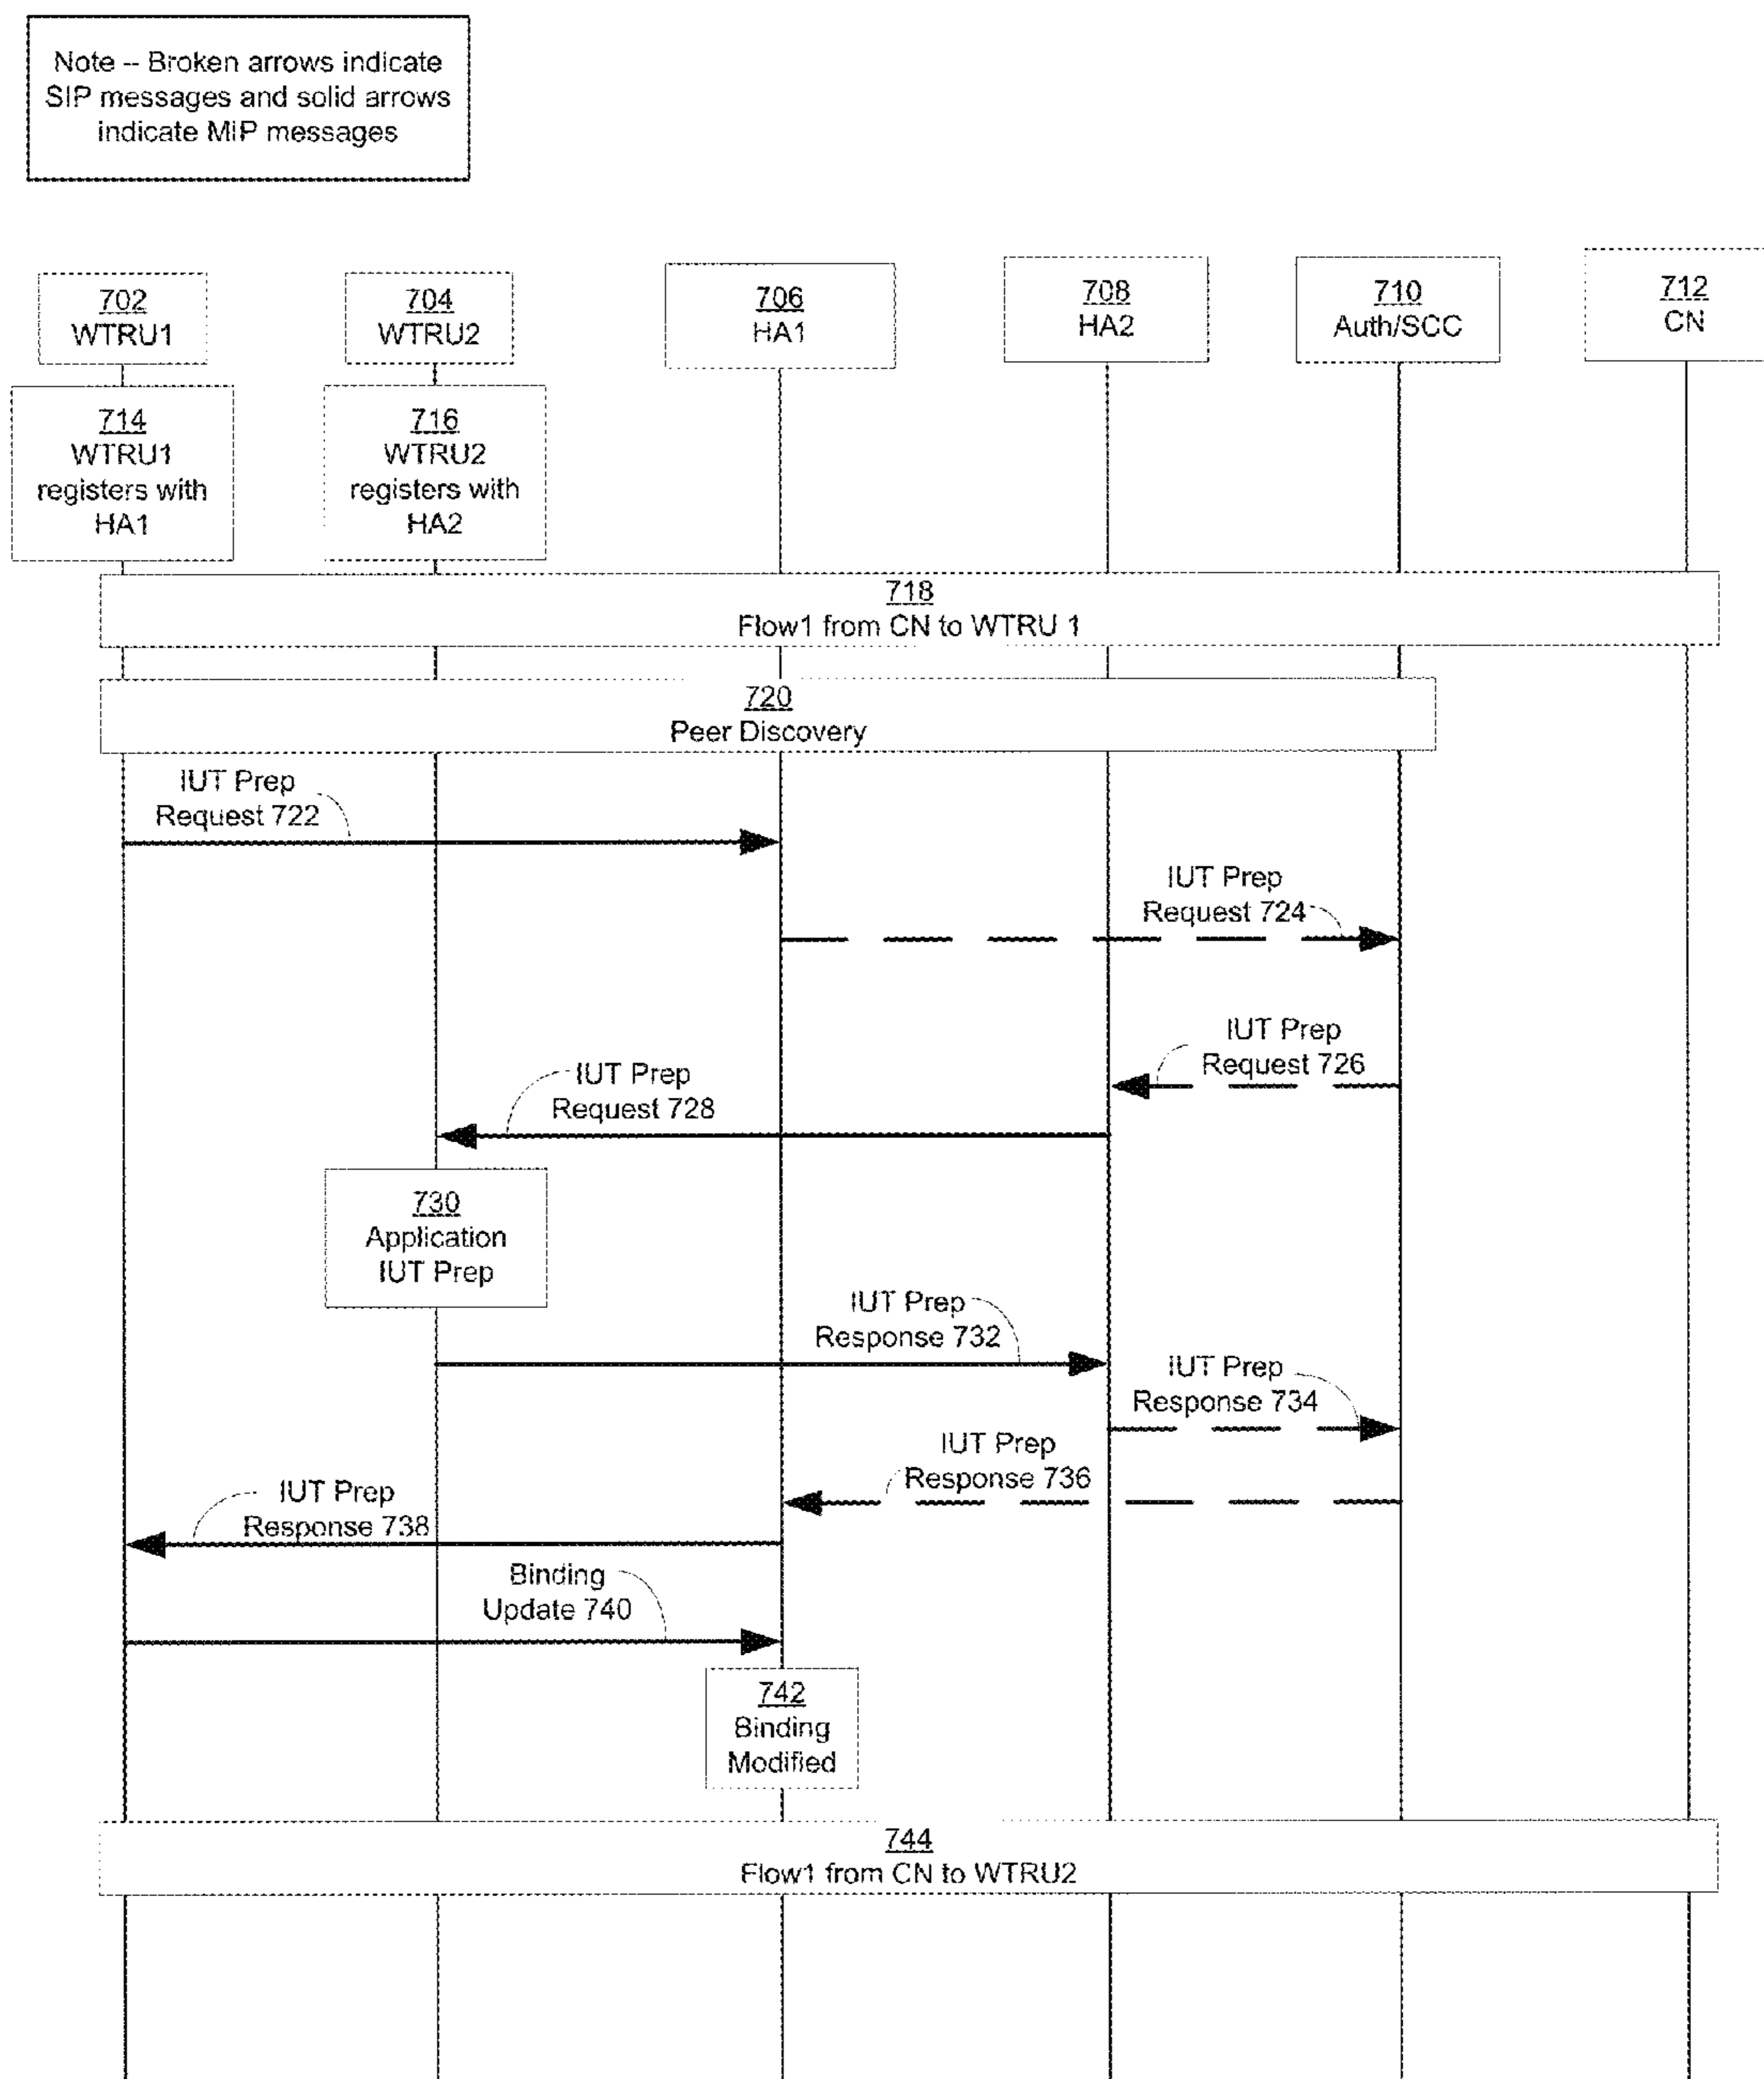 Note -- Broken arrows indicate
SIP messages and solid arrows
indicate MIP messages
702
WTRU1
704
WTRU2
706
HA1
708
HA2
710
Auth/SCC
712
CN
714
WTRU1
registers with
HA1
716
WTRU2
registers with
HA2
718
Flow1 from CN to WTRU 1
720
Peer Discovery
IUT Prep
Request 722
IUT Prep
Request 724
IUT Prep
Request 726
IUT Prep
Request 728
730
Application
IUT Prep
IUT Prep
Response 732
IUT Prep
Response 734
IUT Prep
Response 736
IUT Prep
Response 738
Binding
Update 740
742
Binding
Modified
744
Flow1 from CN to WTRU2